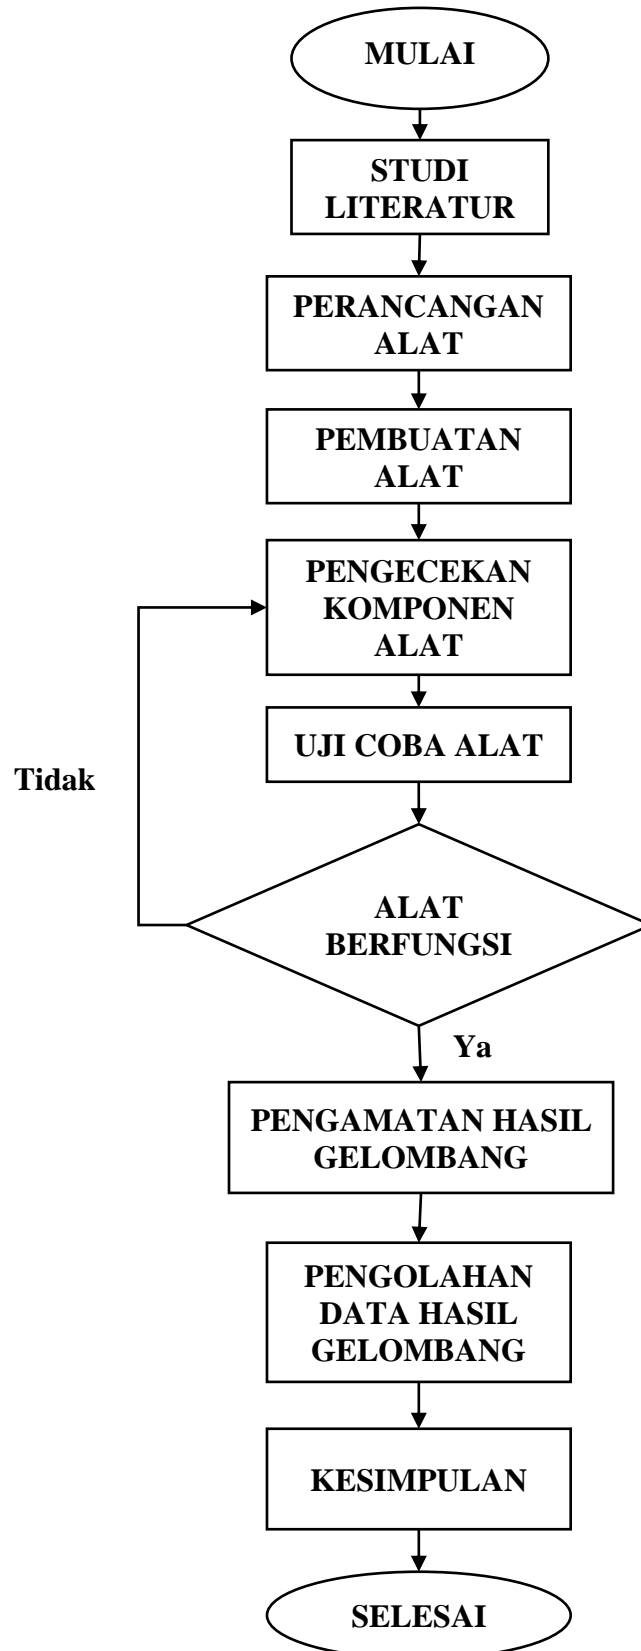 MULAI
STUDI
LITERATUR
PERANCANGAN
ALAT
PEMBUATAN
ALAT
PENGECEKAN
KOMPONEN
ALAT
UJI COBA ALAT
Tidak
ALAT
BERFUNGSI
Ya
PENGAMATAN HASIL
GELOMBANG
PENGOLAHAN
DATA HASIL
GELOMBANG
KESIMPULAN
SELESAI